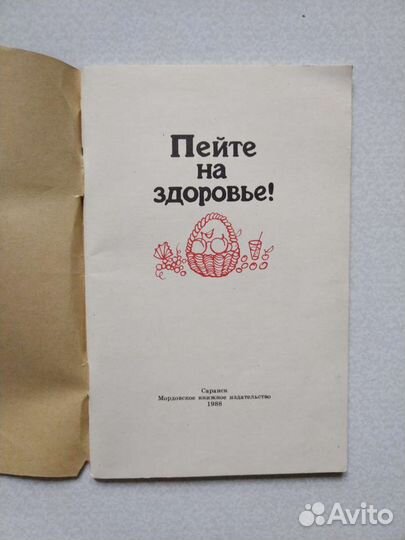 Пейте
на
здоровье!
Саранск
Мордовское книжное издательство
1988
Avito